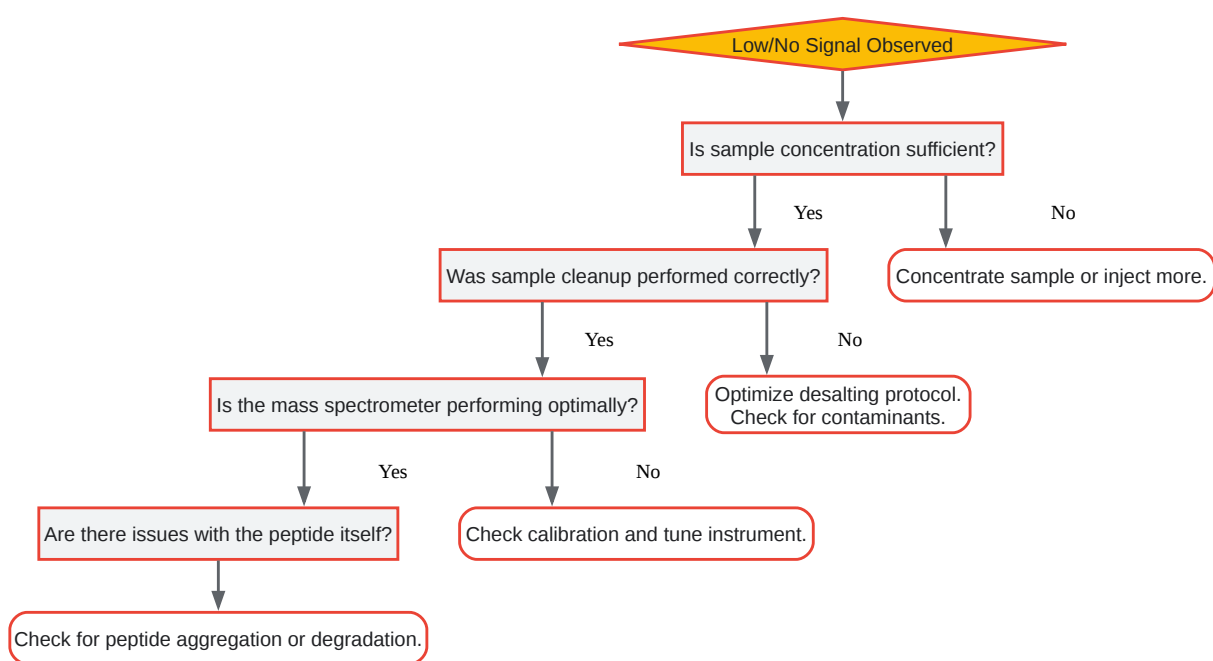 Low/No Signal Observed
Is sample concentration sufficient?
Yes
No
Was sample cleanup performed correctly?
Concentrate sample or inject more.
Yes
No
Is the mass spectrometer performing optimally?
Optimize desalting protocol.
Check for contaminants.
Yes
No
Are there issues with the peptide itself?
Check calibration and tune instrument.
Check for peptide aggregation or degradation.